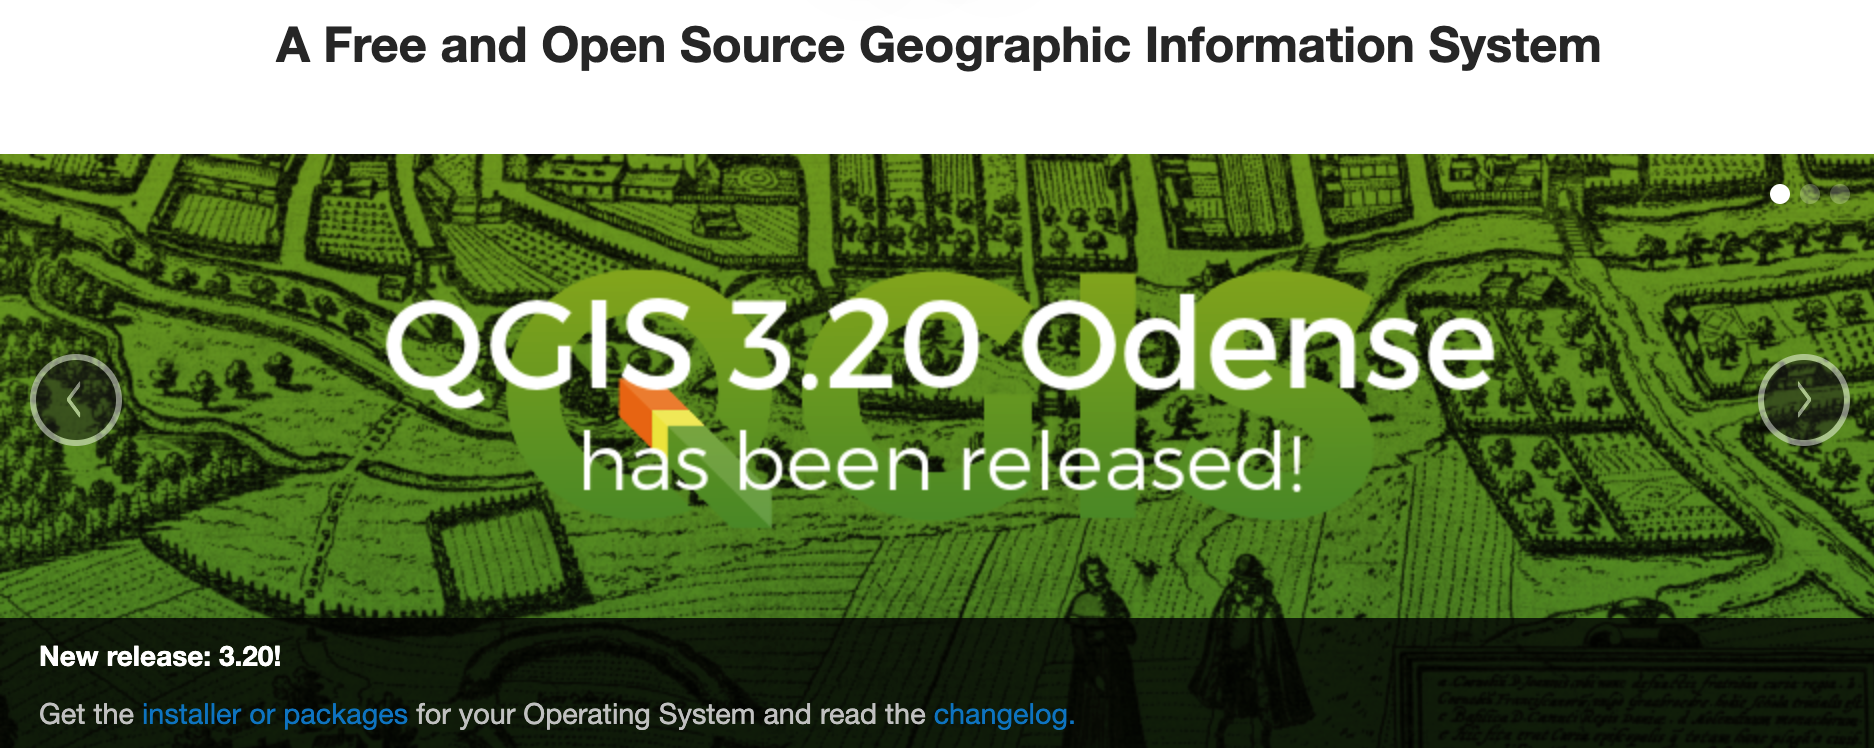 A Free and Open Source Geographic Information System
QGIS
QGIS 3.20 Odense
has been released!
New release: 3.20!
Get the installer or packages for your Operating System and read the changelog.